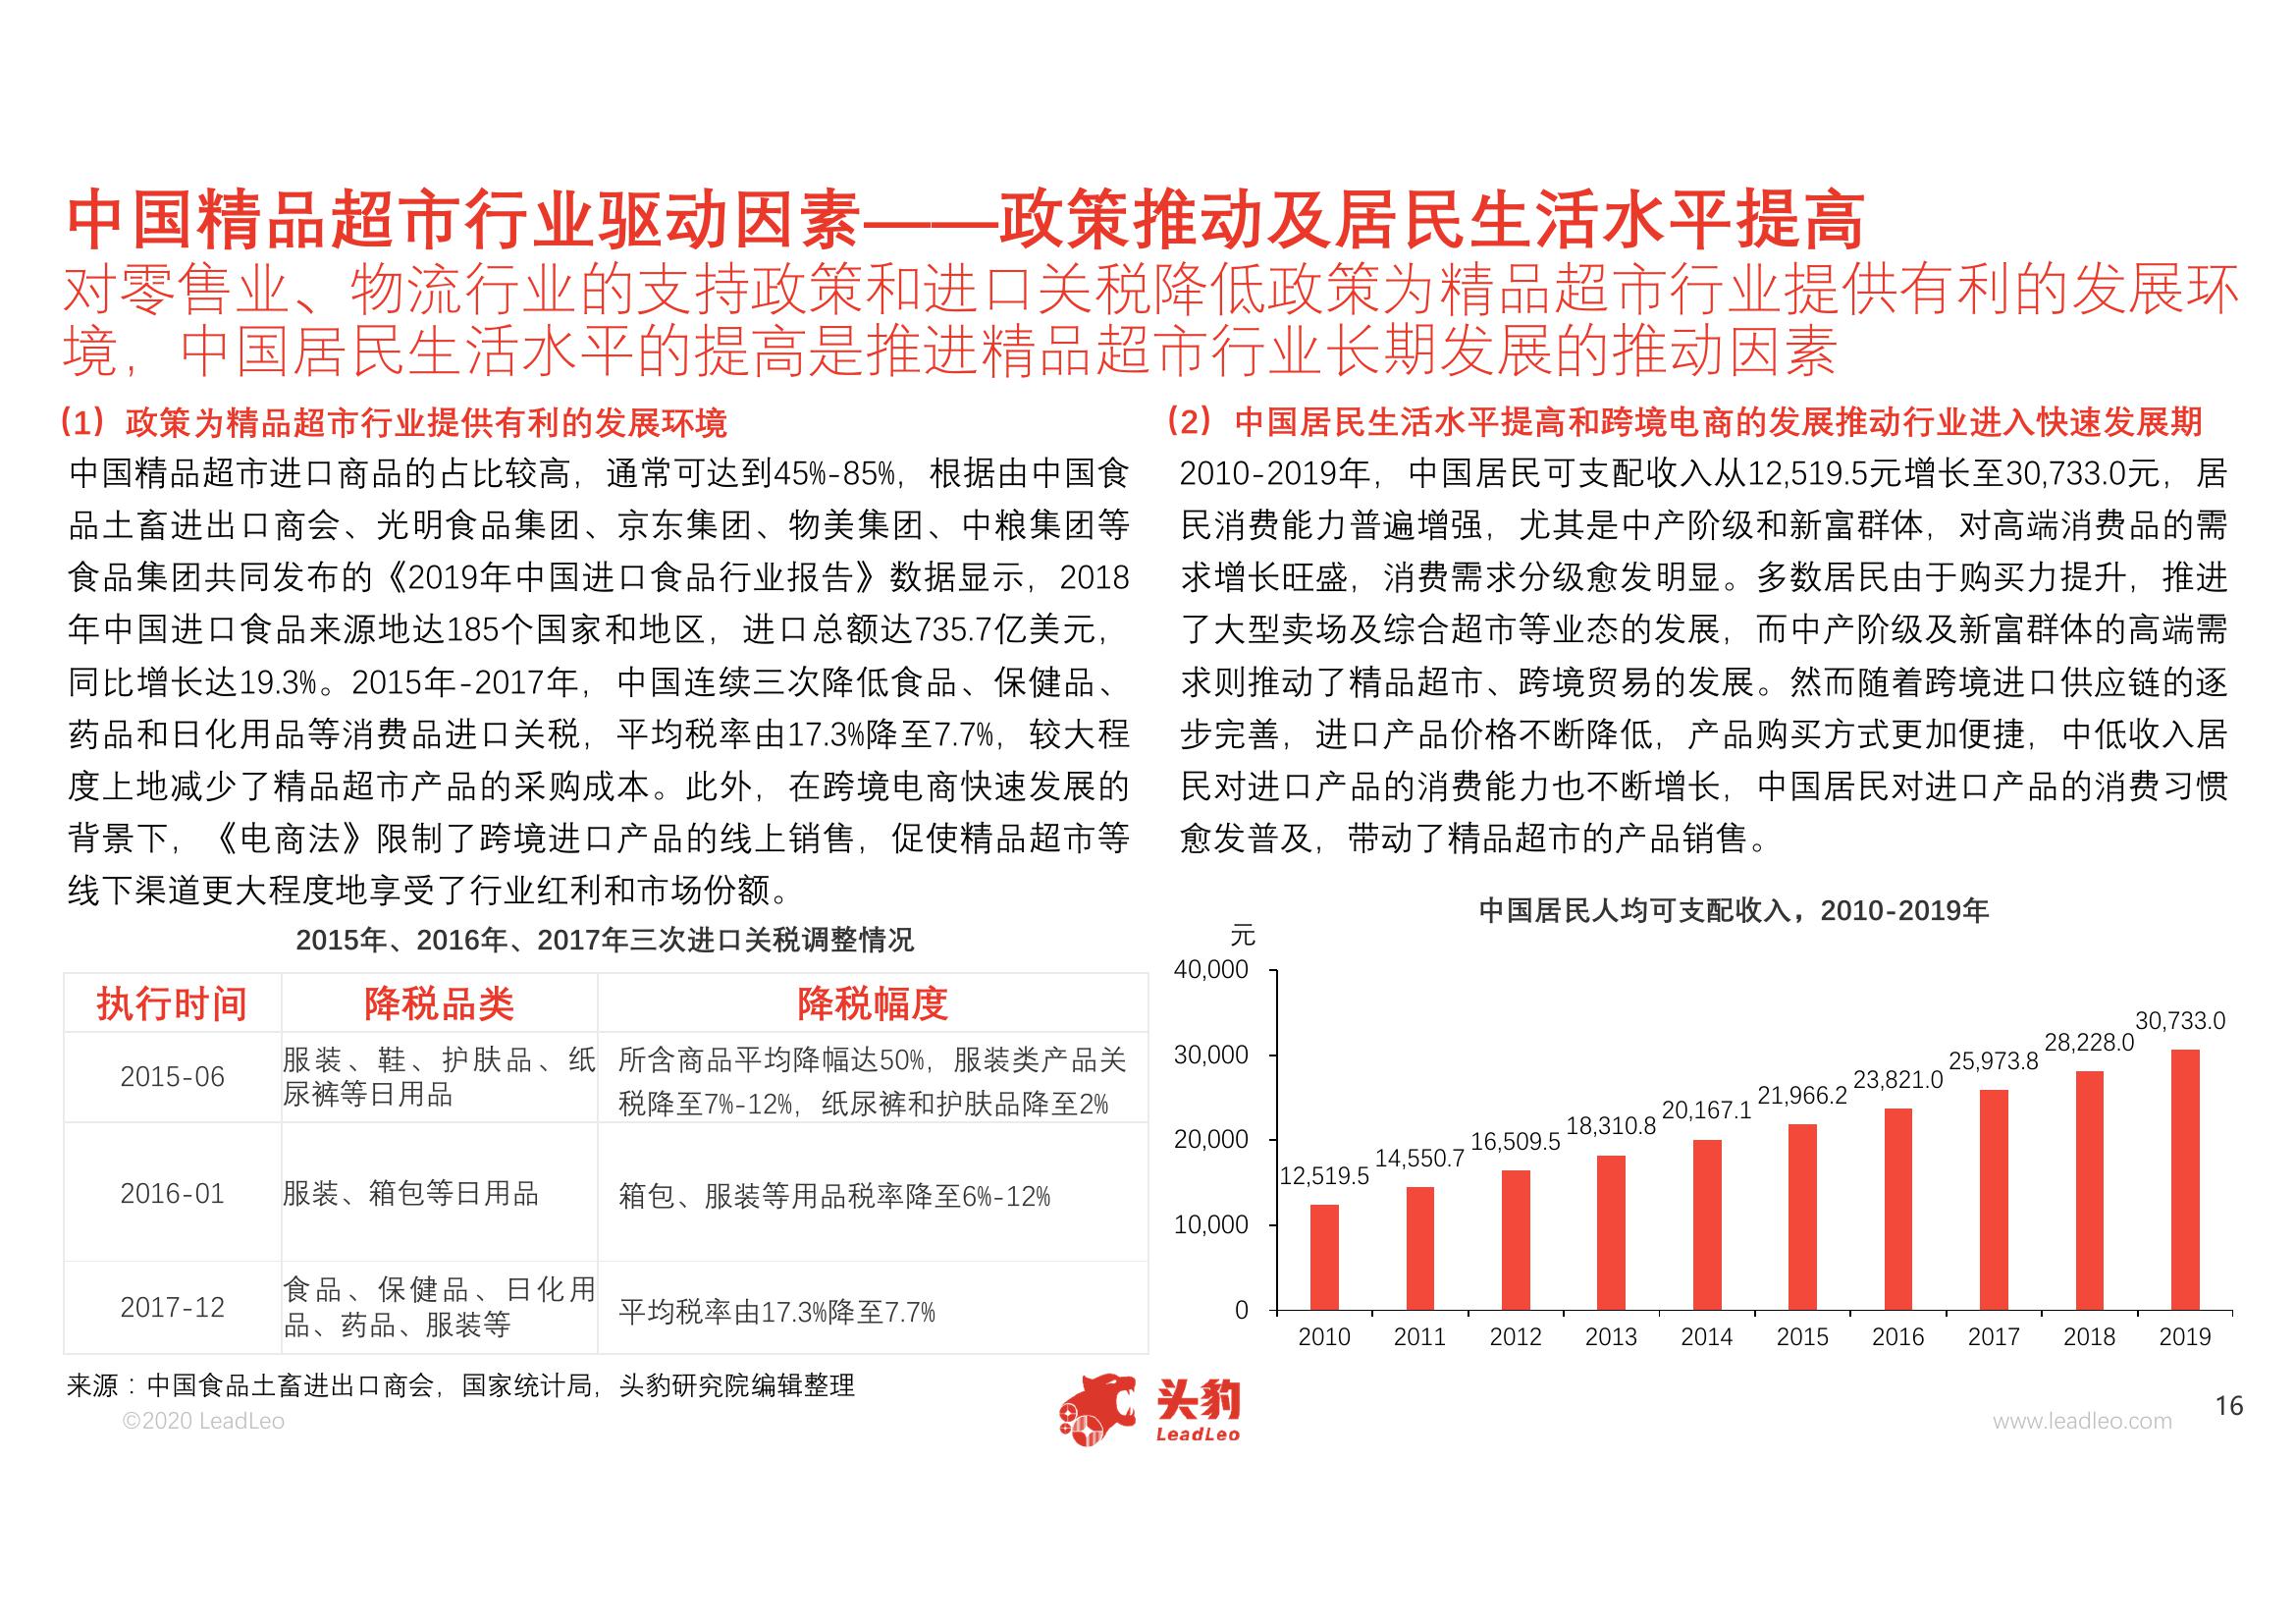 中国精品超市行业驱动因素——政策推动及居民生活水平提高
对零售业、物流行业的支持政策和进口关税降低政策为精品超市行业提供有利的发展环
境，中国居民生活水平的提高是推进精品超市行业长期发展的推动因素
（1）政策为精品超市行业提供有利的发展环境
中国精品超市进口商品的占比较高，通常可达到45%-85%，根据由中国食
品土畜进出口商会、光明食品集团、京东集团、物美集团、中粮集团等
食品集团共同发布的《2019年中国进口食品行业报告》数据显示，2018
年中国进口食品来源地达185个国家和地区，进口总额达735.7亿美元，
同比增长达19.3%。2015年-2017年，中国连续三次降低食品、保健品、
药品和日化用品等消费品进口关税，平均税率由17.3%降至7.7%，较大程
度上地减少了精品超市产品的采购成本。此外，在跨境电商快速发展的
背景下，《电商法》限制了跨境进口产品的线上销售，促使精品超市等
线下渠道更大程度地享受了行业红利和市场份额。
2015年、2016年、2017年三次进口关税调整情况
执行时间 降税品类 降税幅度
2015-06
服装、鞋、护肤品、纸
尿裤等日用品
所含商品平均降幅达50%，服装类产品关
税降至7%-12%，纸尿裤和护肤品降至2%
2016-01 服装、箱包等日用品 箱包、服装等用品税率降至6%-12%
2017-12
食品、保健品、日化用
品、药品、服装等
平均税率由17.3%降至7.7%
（2）中国居民生活水平提高和跨境电商的发展推动行业进入快速发展期
2010-2019年，中国居民可支配收入从12,519.5元增长至30,733.0元，居
民消费能力普遍增强，尤其是中产阶级和新富群体，对高端消费品的需
求增长旺盛，消费需求分级愈发明显。多数居民由于购买力提升，推进
了大型卖场及综合超市等业态的发展，而中产阶级及新富群体的高端需
求则推动了精品超市、跨境贸易的发展。然而随着跨境进口供应链的逐
步完善，进口产品价格不断降低，产品购买方式更加便捷，中低收入居
民对进口产品的消费能力也不断增长，中国居民对进口产品的消费习惯
愈发普及，带动了精品超市的产品销售。
中国居民人均可支配收入，2010-2019年
元
40,000
30,000
20,000
10,000
0
12,519.5 14,550.7 16,509.5 18,310.8 20,167.1 21,966.2 23,821.0 25,973.8 28,228.0 30,733.0
2010 2011 2012 2013 2014 2015 2016 2017 2018 2019
来源：中国食品土畜进出口商会，国家统计局，头豹研究院编辑整理
©2020 LeadLeo
头豹
LeadLeo
www.leadleo.com
16